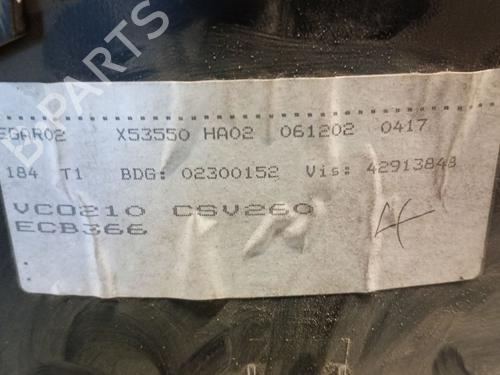 B PARTS
EGAR02 X53550 HA02 061202 0417
184 T1 BDG: 02300152 Vis: 42913848
VC0210 CSV260
ECB366